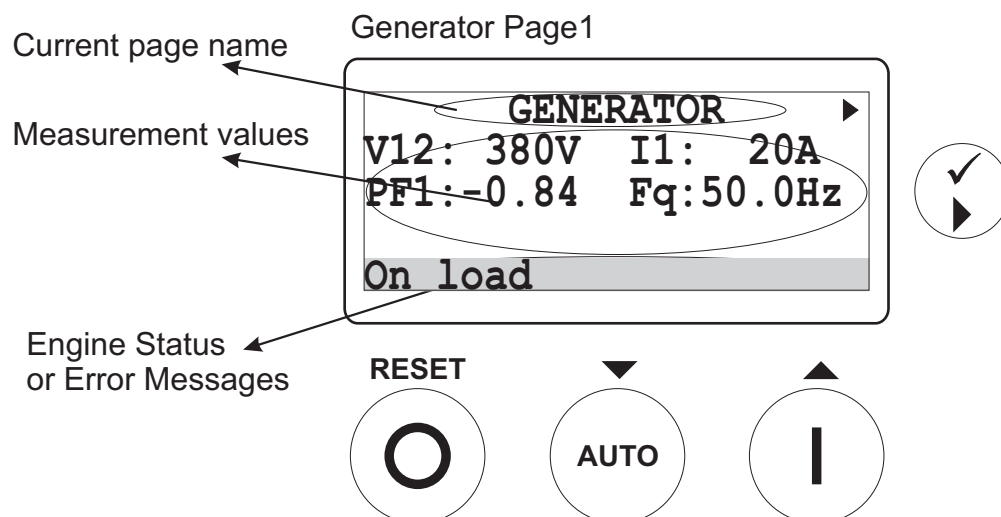 Generator Page1
Current page name
GENERATOR
Measurement values
V12: 380V I1: 20A
PF1:-0.84 Fq:50.0Hz
On load
Engine Status
or Error Messages
RESET
AUTO